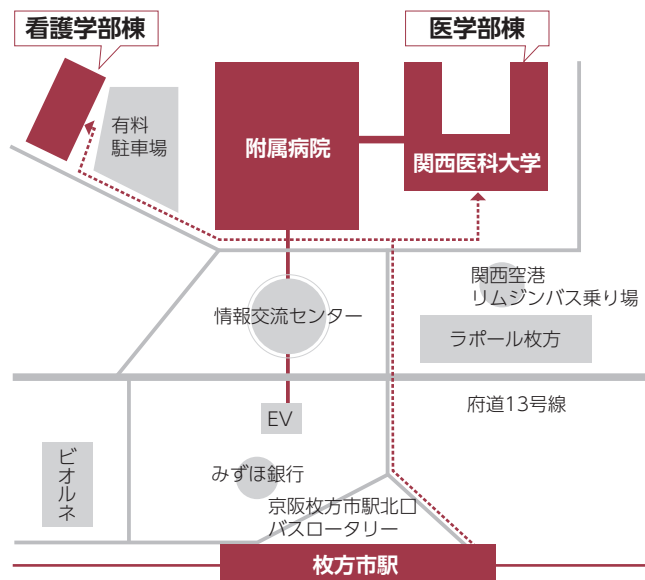 看護学部棟
医学部棟
有料
駐車場
附属病院
関西医科大学
関西空港
リムジンバス乗り場
情報交流センター
ラポール枚方
府道13号線
EV
ビオルネ
みずほ銀行
京阪枚方市駅北口
バスロータリー
枚方市駅